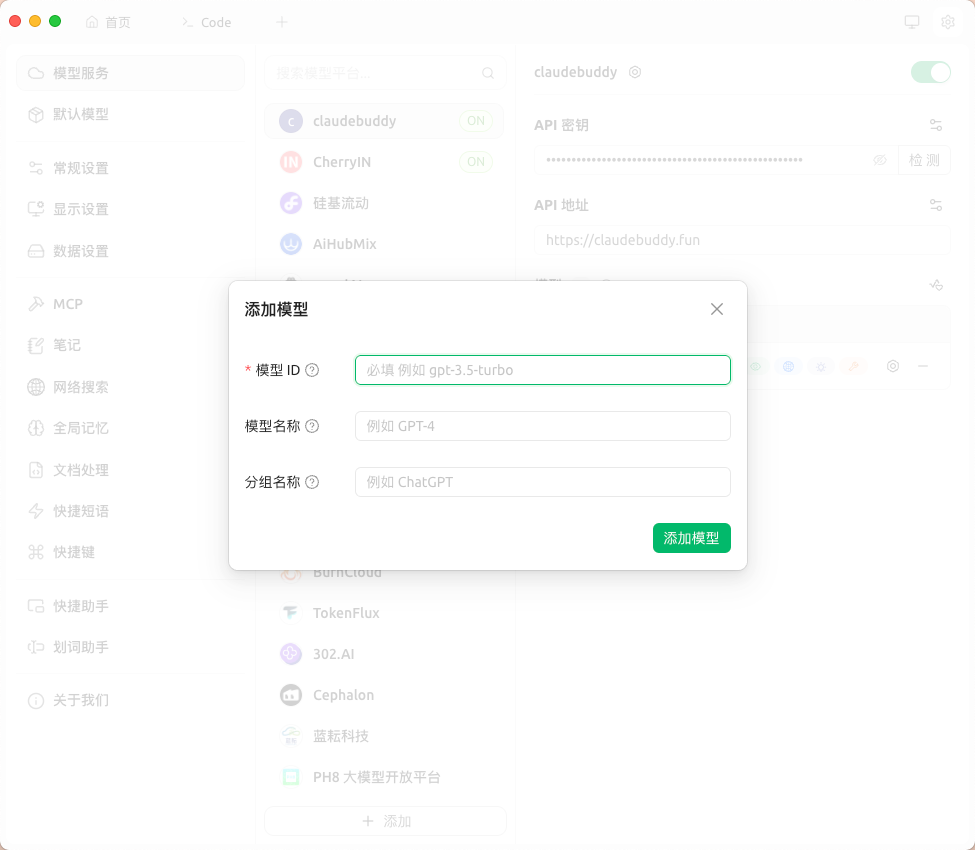 首页
Code
模型服务
默认模型
常规设置
显示设置
数据设置
MCP
笔记
网络搜索
全局记忆
文档处理
快捷短语
快捷键
快捷助手
划词助手
关于我们
搜索模型平台...
claudebuddy ON
CherryIN ON
硅基流动
AiHubMix
BurnCloud
TokenFlux
302.AI
Cephalon
蓝耘科技
PH8 大模型开放平台
添加
claudebuddy
API 密钥
检 测
API 地址
https://claudebuddy.fun
添加模型
* 模型 ID
必填 例如 gpt-3.5-turbo
模型名称
例如 GPT-4
分组名称
例如 ChatGPT
添加模型